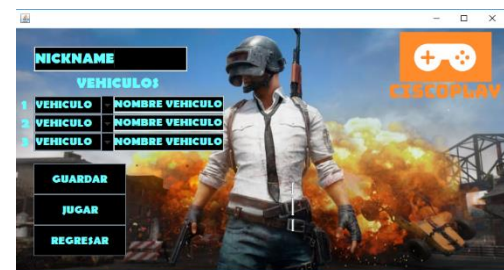 NICKNAME
VEHICULOS
1 VEHICULO NOMBRE VEHICULO
2 VEHICULO NOMBRE VEHICULO
3 VEHICULO NOMBRE VEHICULO
GUARDAR
JUGAR
REGRESAR
CISCOPLAY